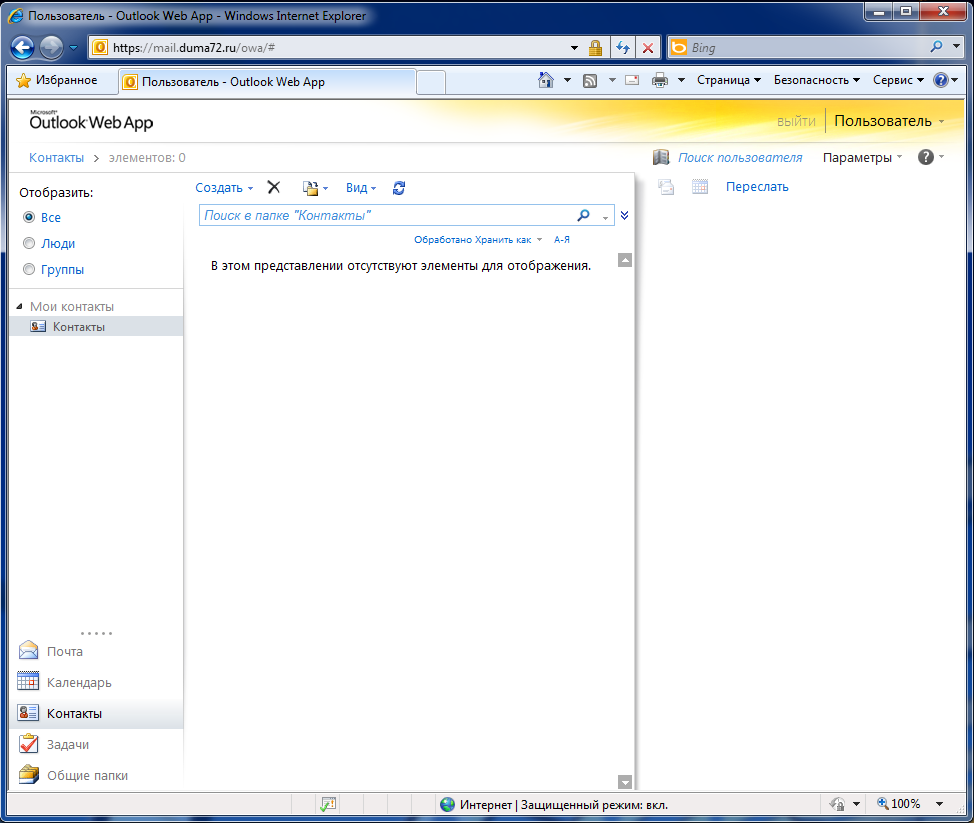 Пользователь - Outlook Web App - Windows Internet Explorer
https://mail.duma72.ru/owa/#
Bing
Избранное
Пользователь - Outlook Web App
Страница
Безопасность
Сервис
Microsoft
Outlook Web App
выйти
Пользователь
Контакты > элементов: 0
Поиск пользователя
Параметры
Отобразить:
Все
Люди
Группы
Мои контакты
Контакты
Создать
Вид
Поиск в папке "Контакты"
Обработано Хранить как
А-Я
В этом представлении отсутствуют элементы для отображения.
Переслать
Почта
Календарь
Контакты
Задачи
Общие папки
Интернет | Защищенный режим: вкл.
100%